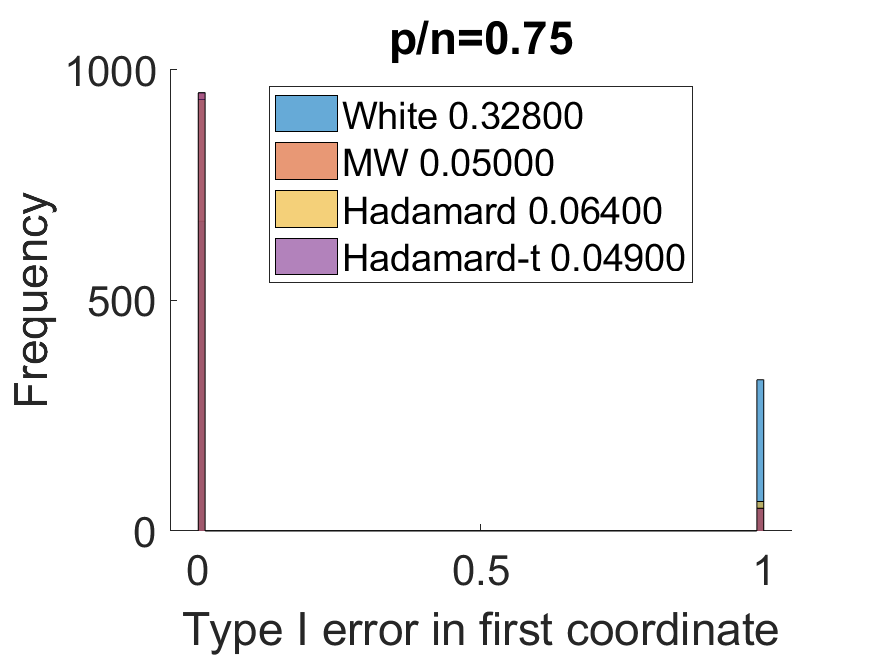 p/n=0.75
1000
500
0
Frequency
White 0.32800
MW 0.05000
Hadamard 0.06400
Hadamard-t 0.04900
0 0.5 1
Type I error in first coordinate